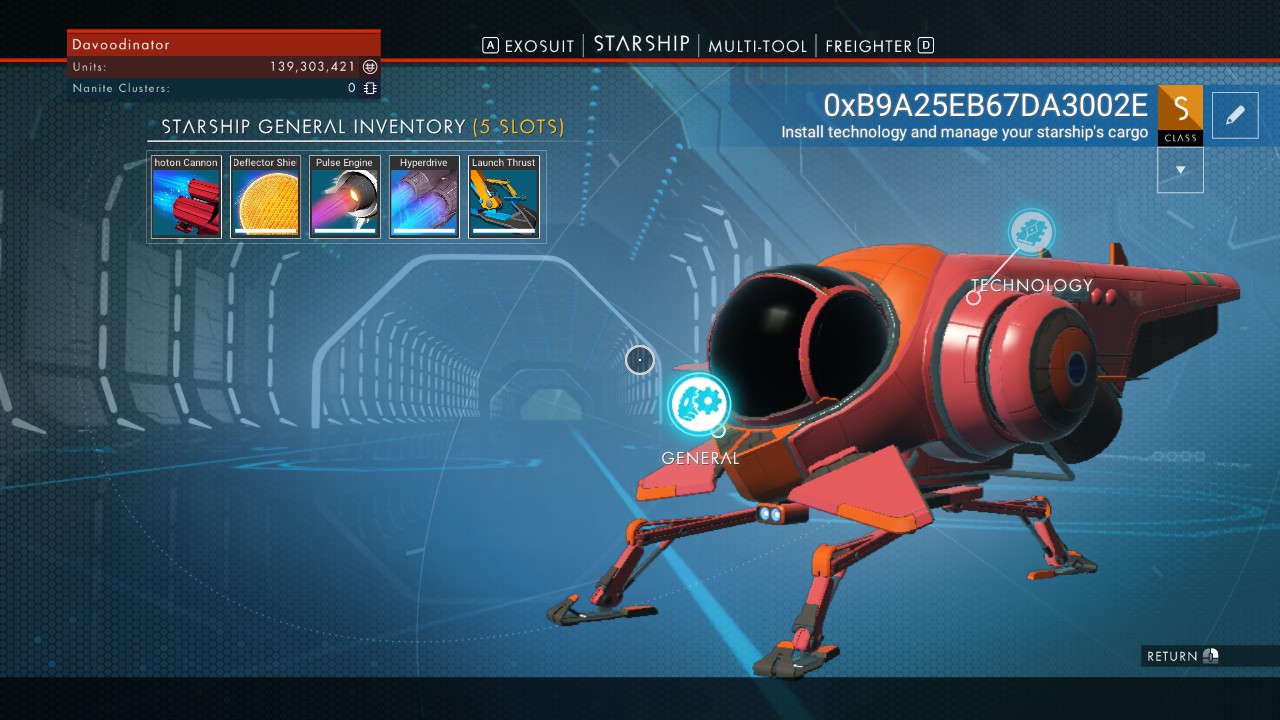 Davoodinator
Units: 139,303,421
Nanite Clusters: 0
A EXOSUIT STARSHIP MULTI-TOOL FREIGHTER D
0xB9A25EB67DA3002E
Install technology and manage your starship's cargo
S
CLASS
STARSHIP GENERAL INVENTORY (5 SLOTS)
hoton Cannon Deflector Shie Pulse Engine Hyperdrive Launch Thrust
TECHNOLOGY
GENERAL
RETURN